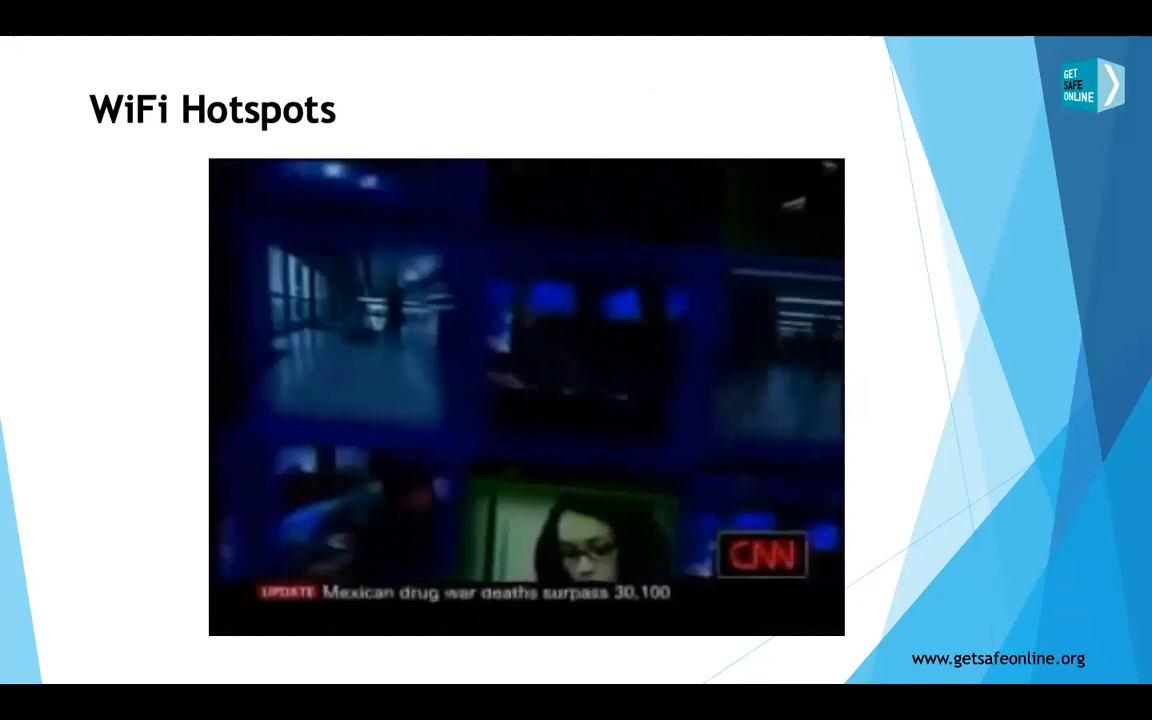 WiFi Hotspots
GET
SAFE
ONLINE
CNN
UPDATE Mexican drug war deaths surpass 30,100
www.getsafeonline.org